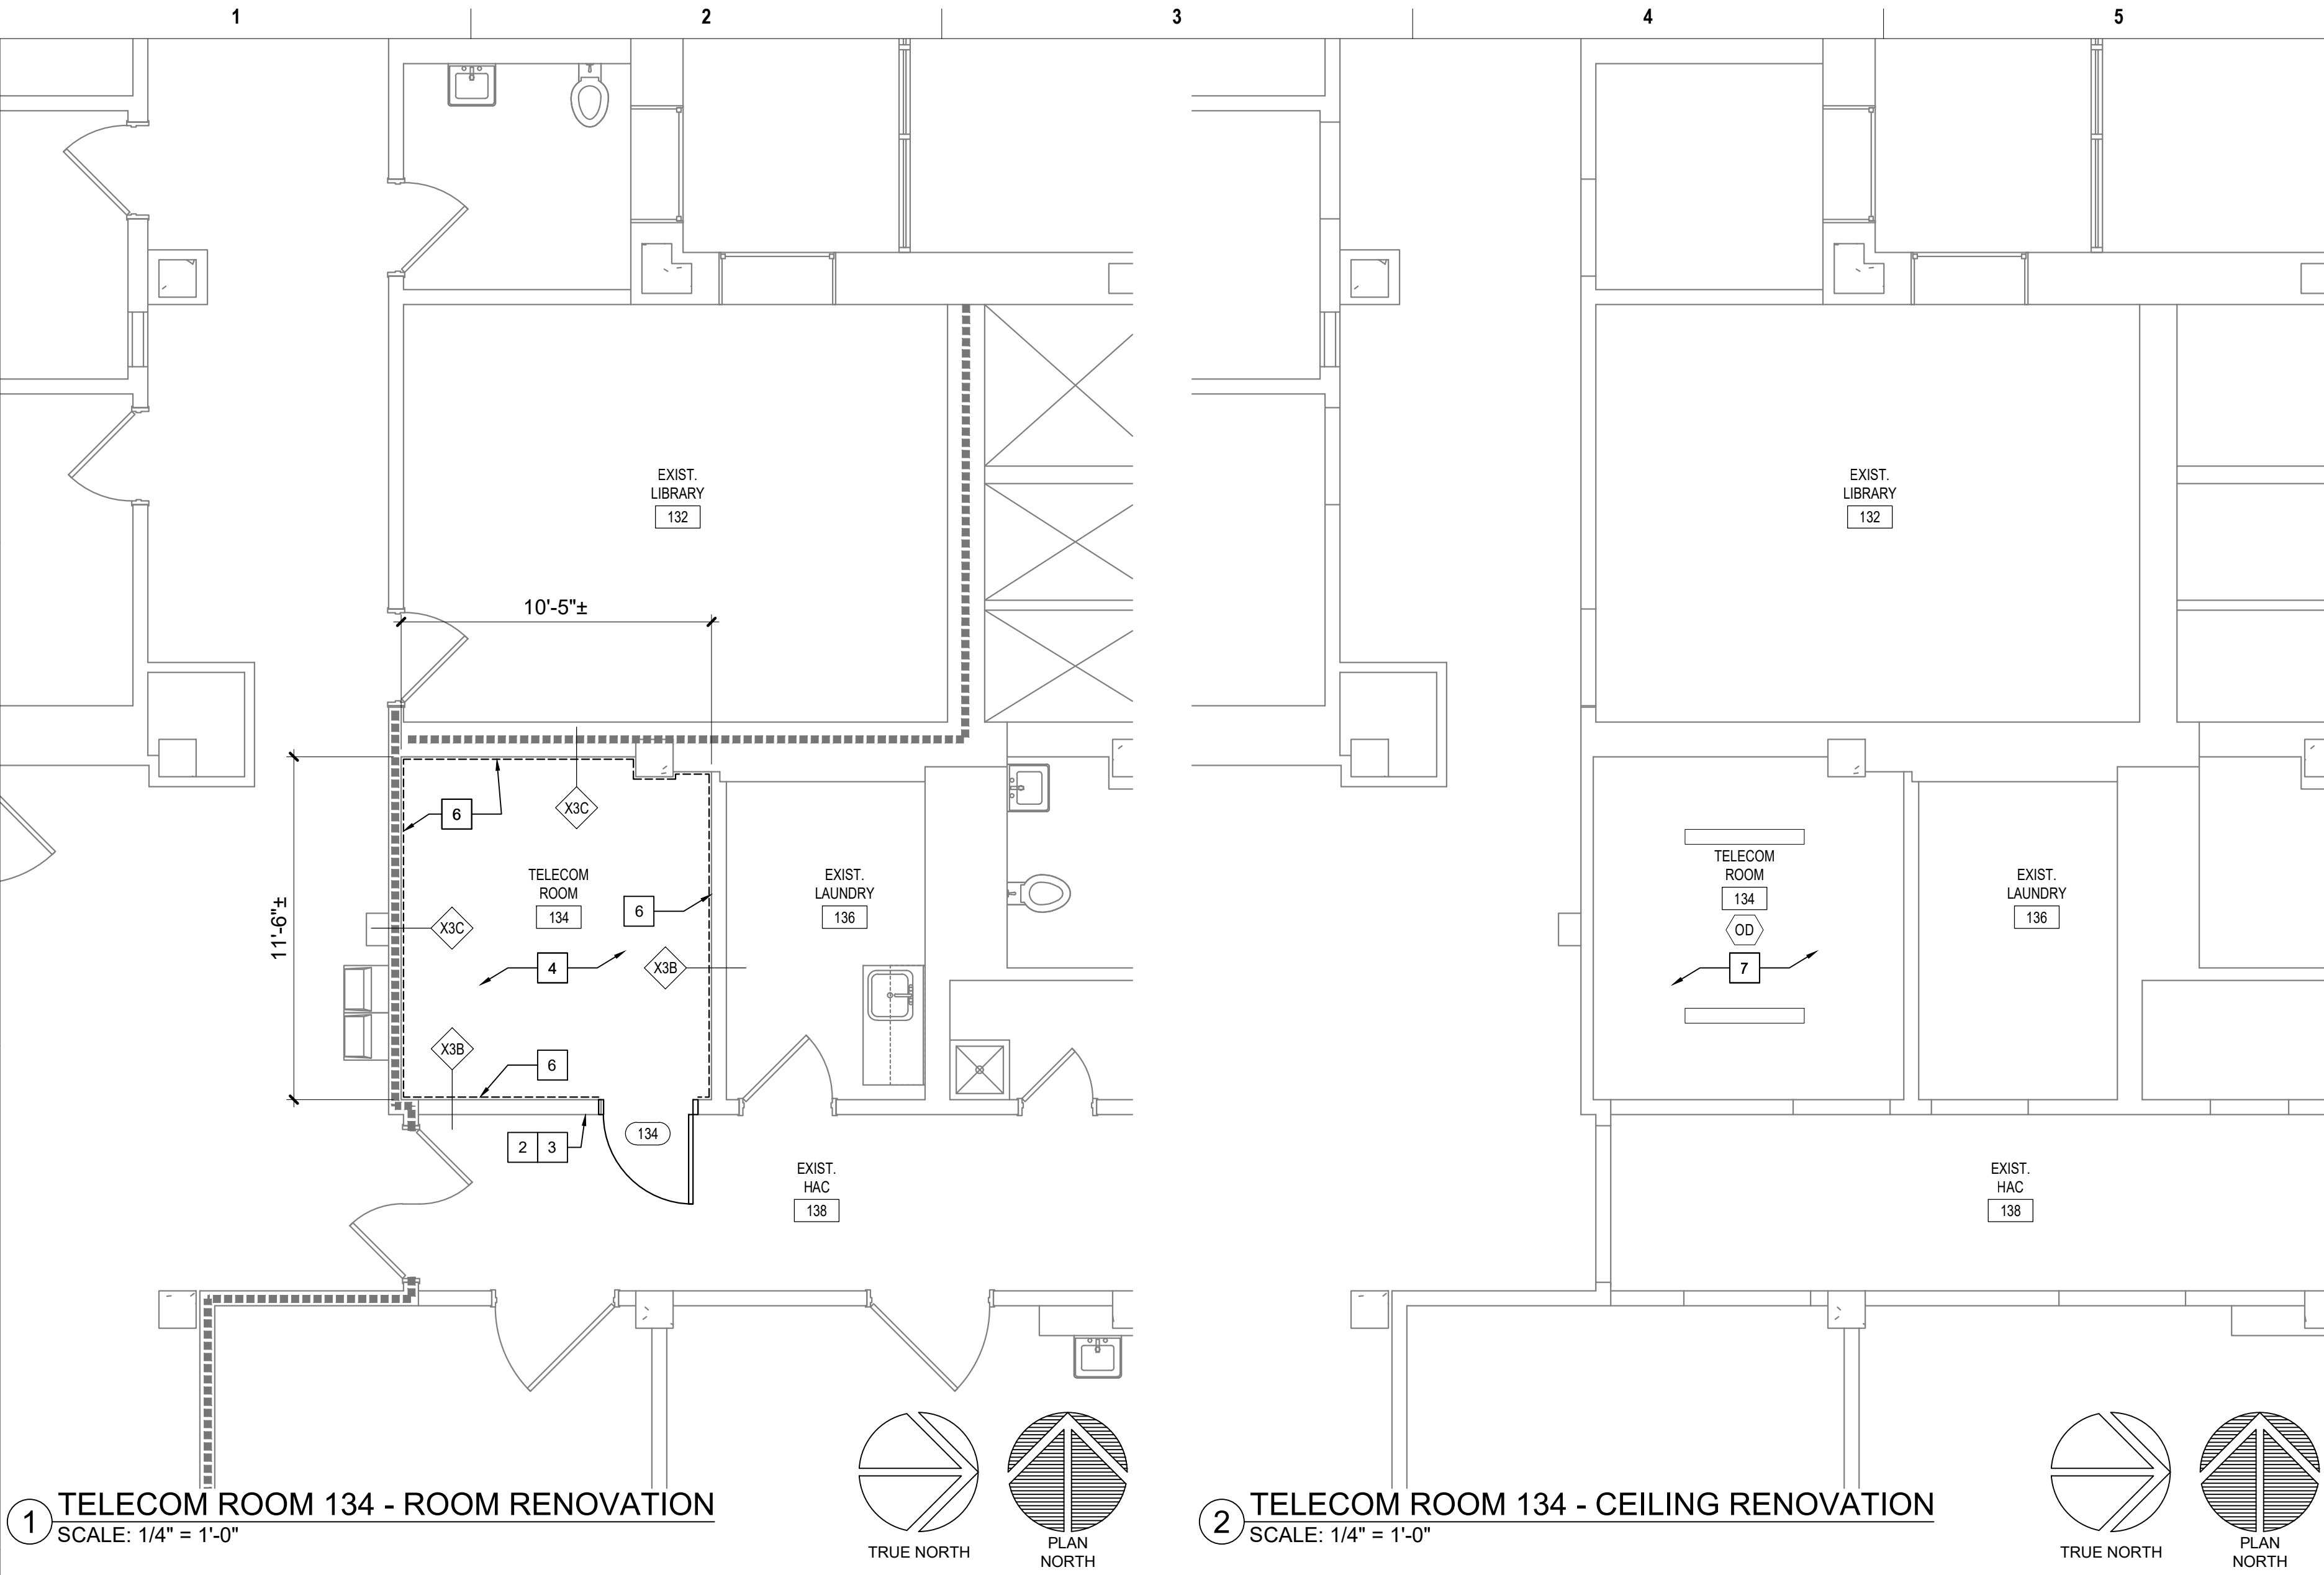 1 2 3 4 5
EXIST.
LIBRARY
132
10'-5"±
11'-6"±
6
X3C
TELECOM
ROOM
134
6
X3C
4
X3B
X3B
6
2 3
134
EXIST.
LAUNDRY
136
EXIST.
HAC
138
1 TELECOM ROOM 134 - ROOM RENOVATION
SCALE: 1/4" = 1'-0"
TRUE NORTH
PLAN
NORTH
EXIST.
LIBRARY
132
TELECOM
ROOM
134
OD
7
EXIST.
LAUNDRY
136
EXIST.
HAC
138
2 TELECOM ROOM 134 - CEILING RENOVATION
SCALE: 1/4" = 1'-0"
TRUE NORTH
PLAN
NORTH